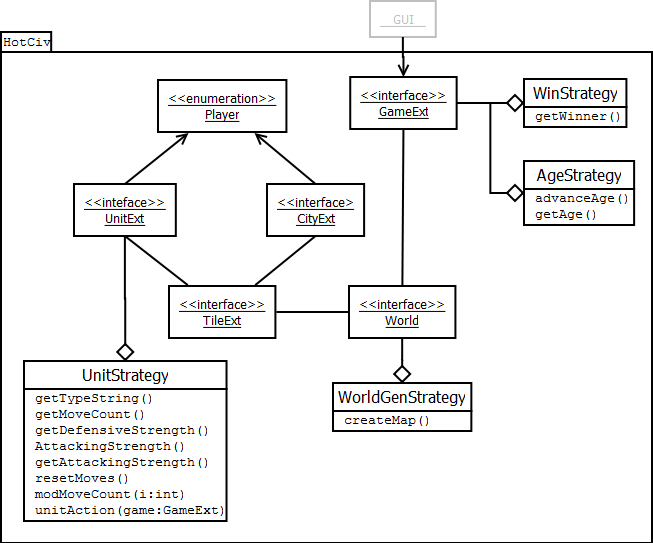 GUI
HotCiv
<<enumeration>>
Player
<<interface>>
GameExt
WinStrategy
getWinner()
AgeStrategy
advanceAge()
getAge()
<<inteface>>
UnitExt
<<interface>
CityExt
<<interface>>
TileExt
<<interface>>
World
UnitStrategy
getTypeString()
getMoveCount()
getDefensiveStrength()
AttackingStrength()
getAttackingStrength()
resetMoves()
modMoveCount(i:int)
unitAction(game:GameExt)
WorldGenStrategy
createMap()